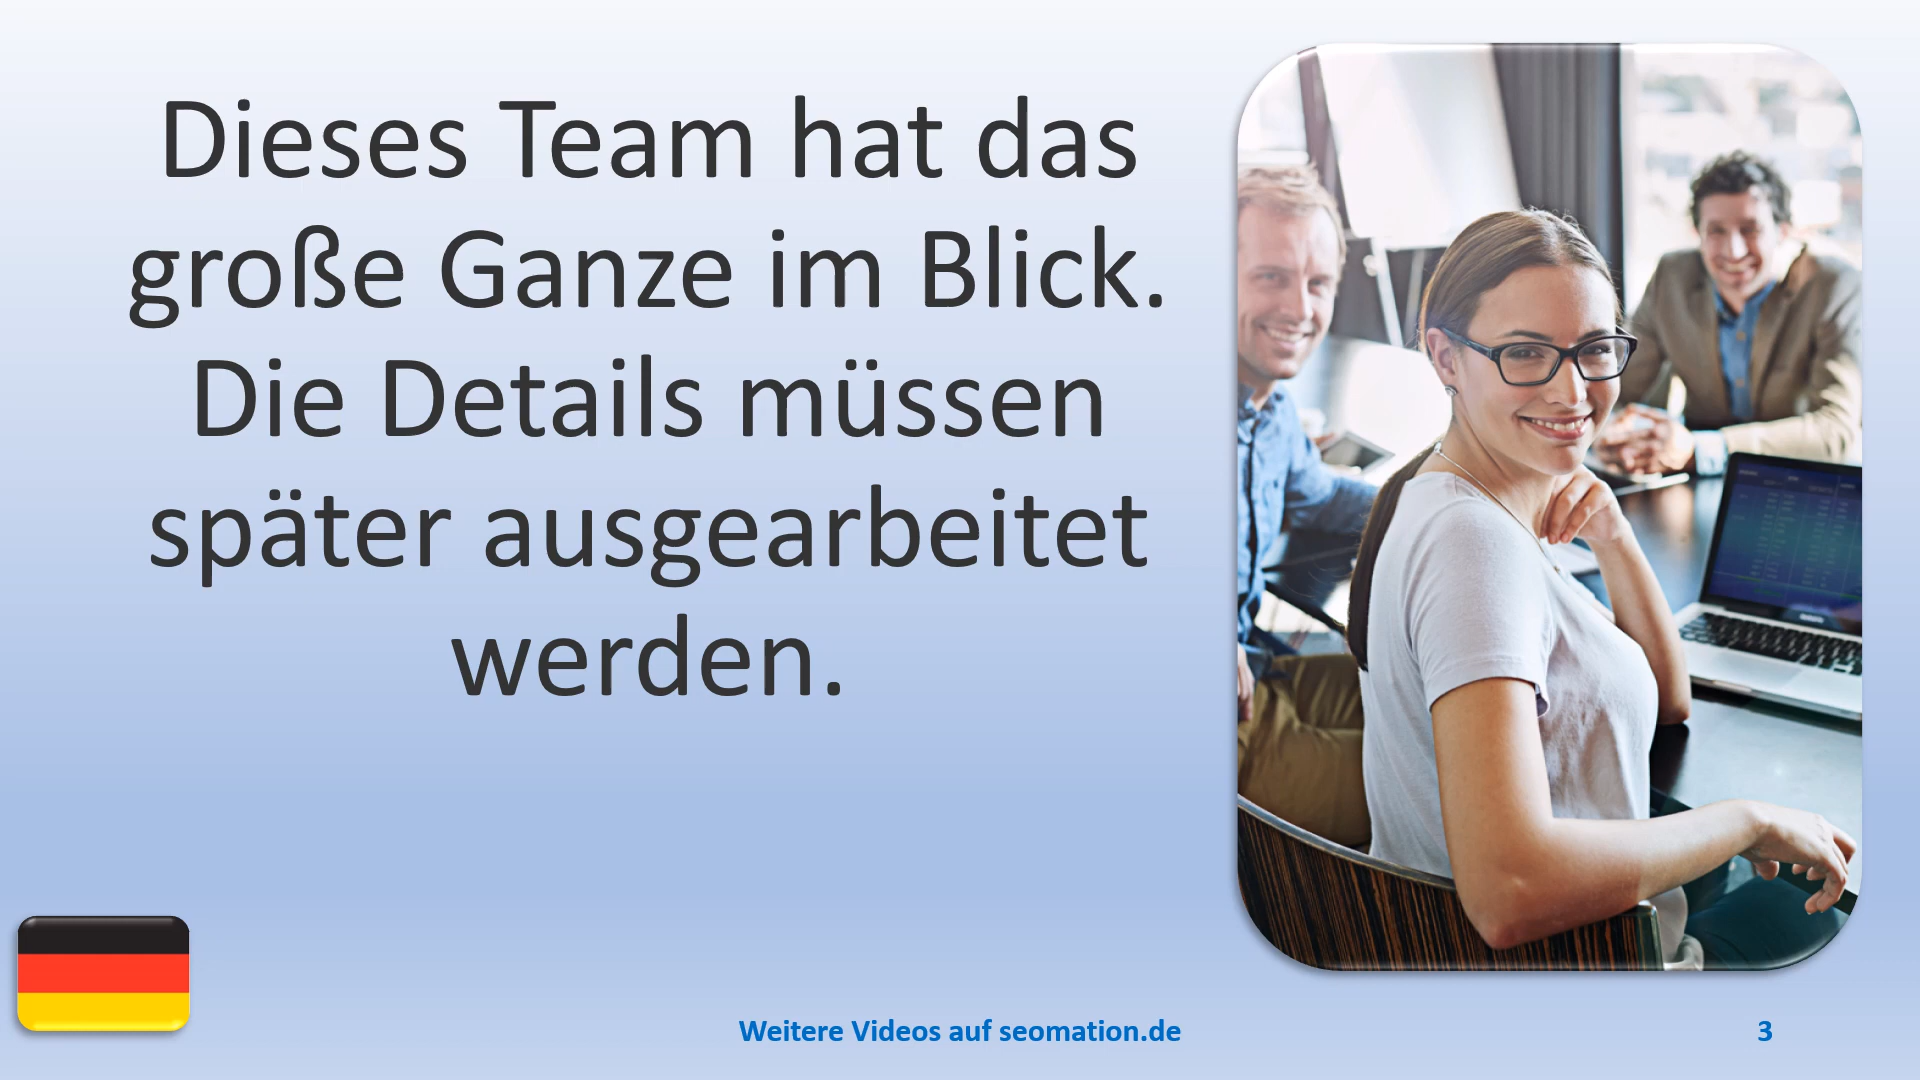 Dieses Team hat das
große Ganze im Blick.
Die Details müssen
später ausgearbeitet
werden.
Weitere Videos auf seomation.de
3